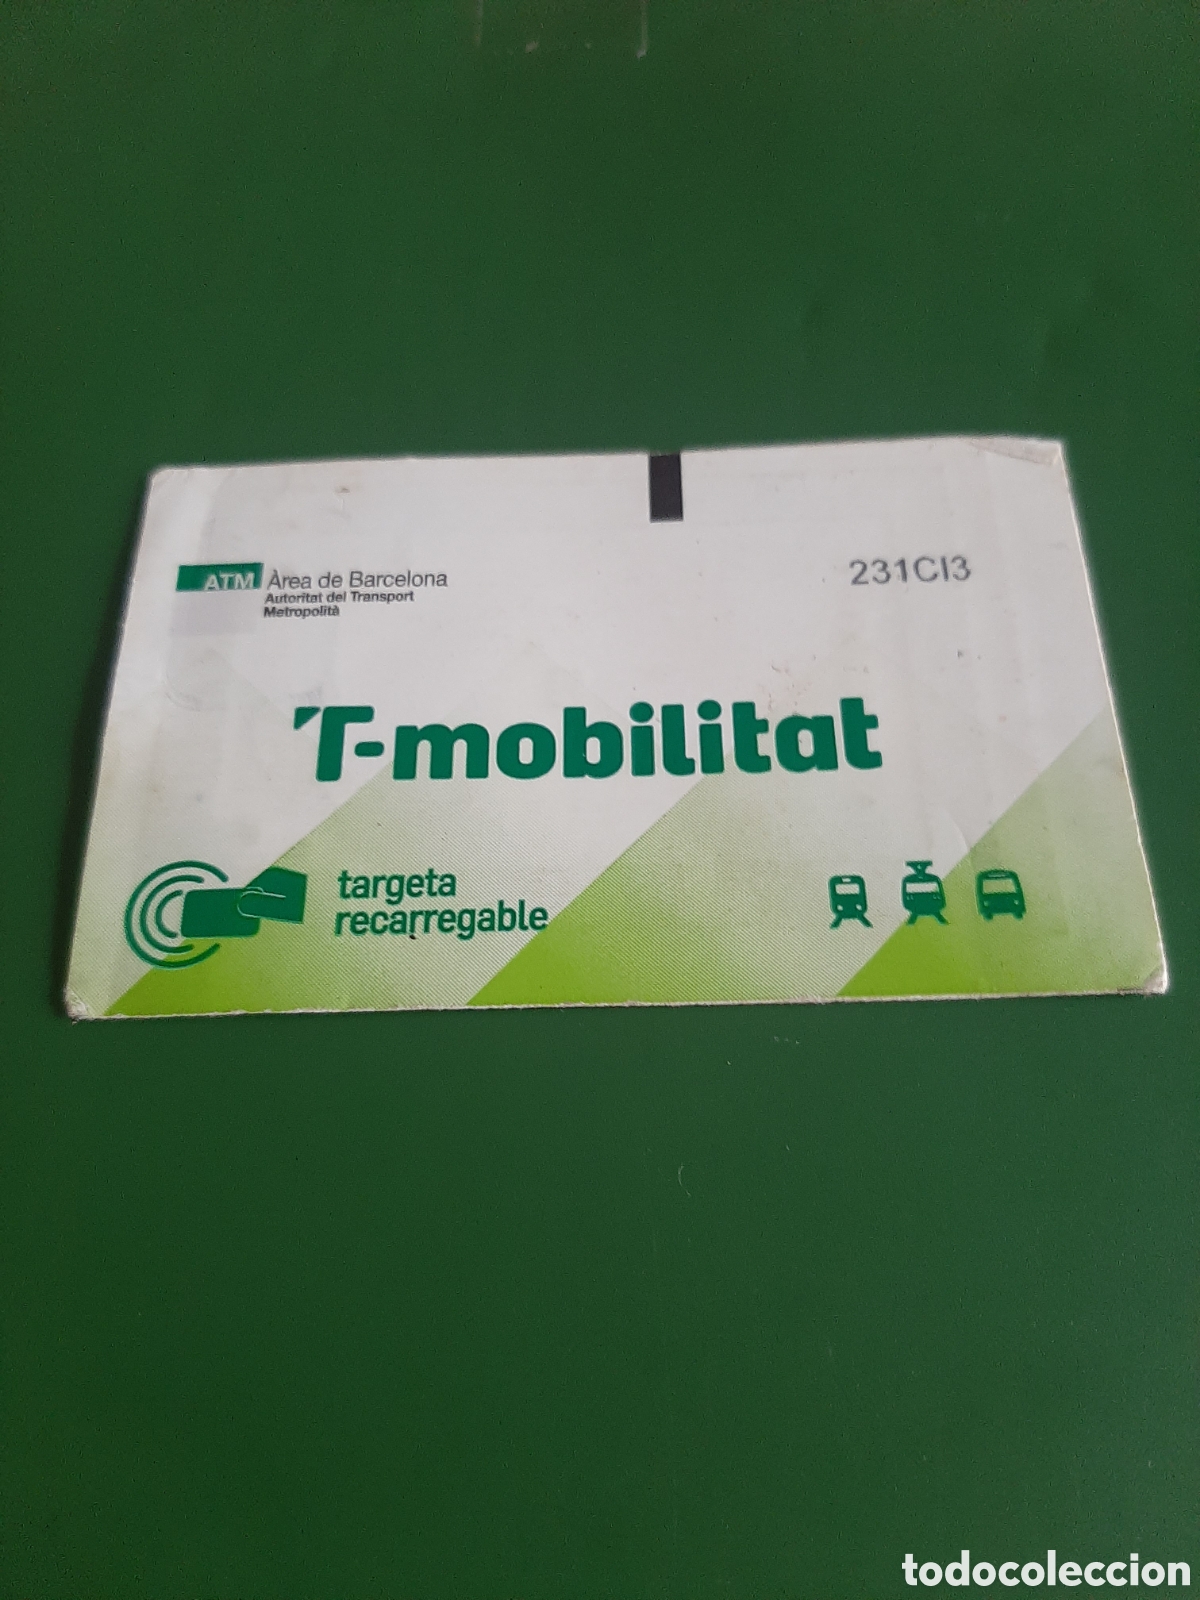 ATM Àrea de Barcelona
Autoritat del Transport
Metropolità
231CI3
T-mobilitat
targeta
recarregable
todocoleccion